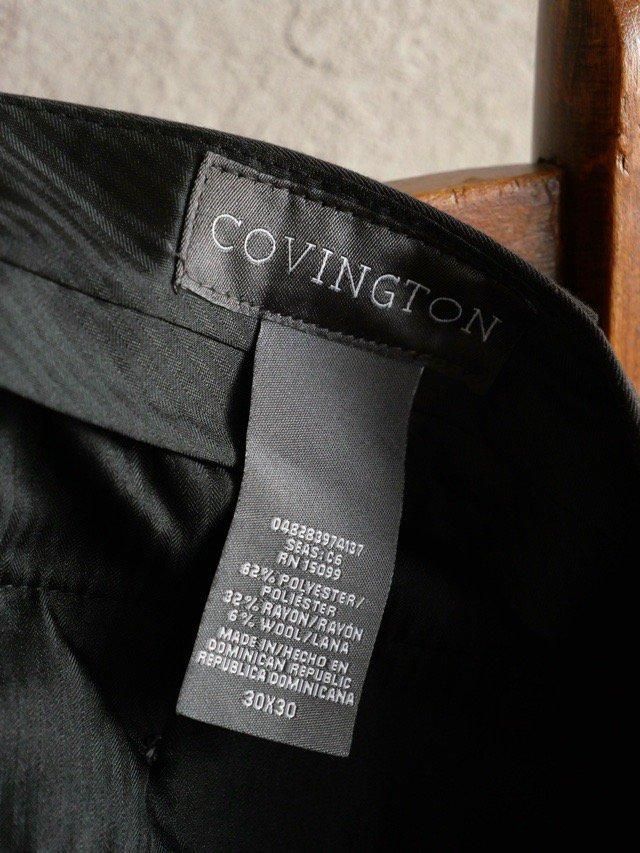 COVINGTON
048283974137
SEAS: C6
RN 15099
62% POLYESTER/
POLIÉSTER
32% RAYON/RAYÓN
6% WOOL/LANA
MADE IN/HECHO EN
DOMINICAN REPUBLIC
REPUBLICA DOMINICANA
30X30